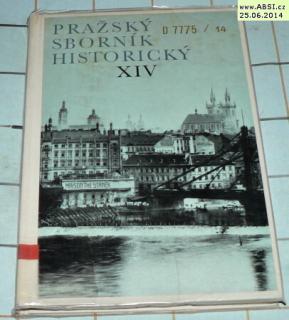 www.ABSI.cz
25.06.2014
PRAŽSKÝ
SBORNÍK
HISTORICKÝ
XIV
D 7775 / 14